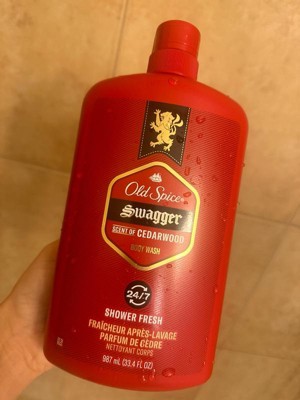 Old Spice
Swagger
SCENT OF CEDARWOOD
BODY WASH
24/7
SHOWER FRESH
FRAÎCHEUR APRÈS-LAVAGE
PARFUM DE CÈDRE
NETTOYANT CORPS
987 mL (33.4 FL OZ)